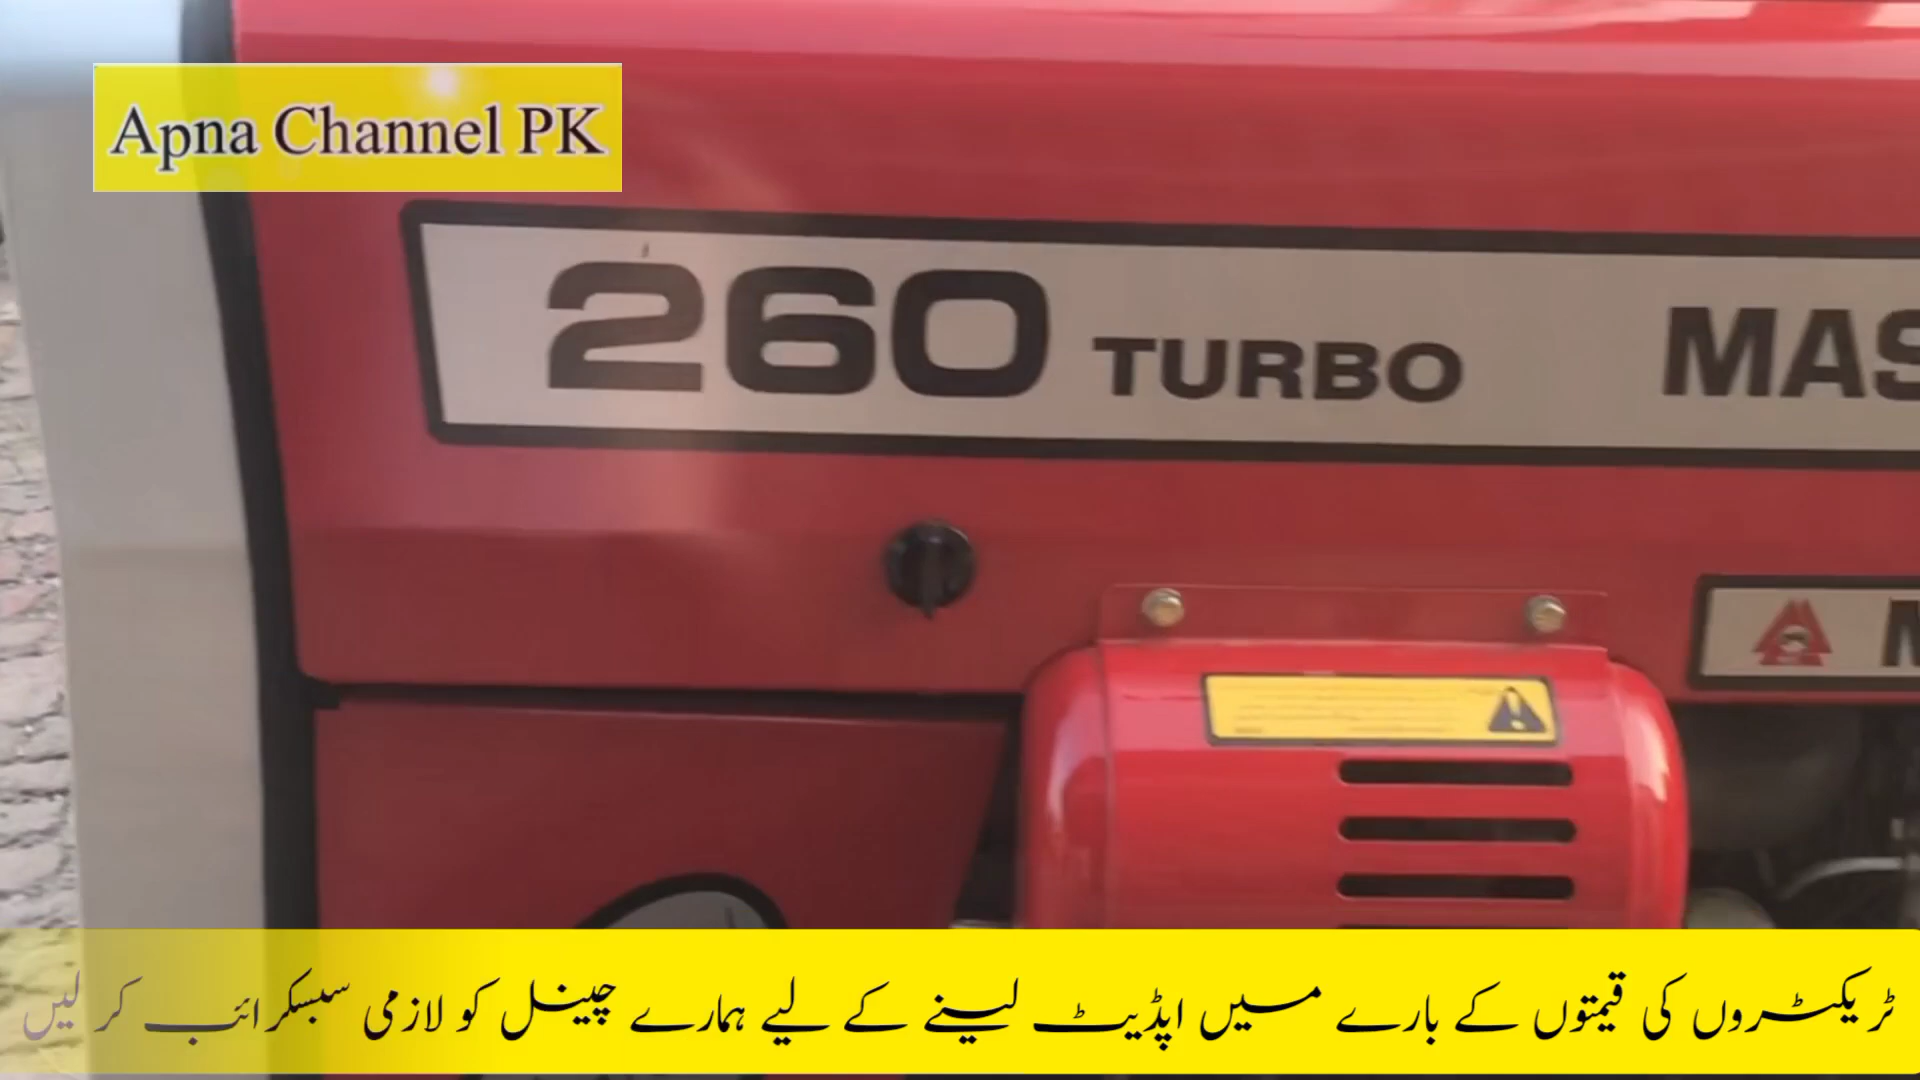 Apna Channel PK
260 TURBO MAS
ٹریکٹروں کی قیمتوں کے بارے میں اپڈیٹ لینے کے لیے ہمارے چینل کو لازمی سبسکرائب کر لیں